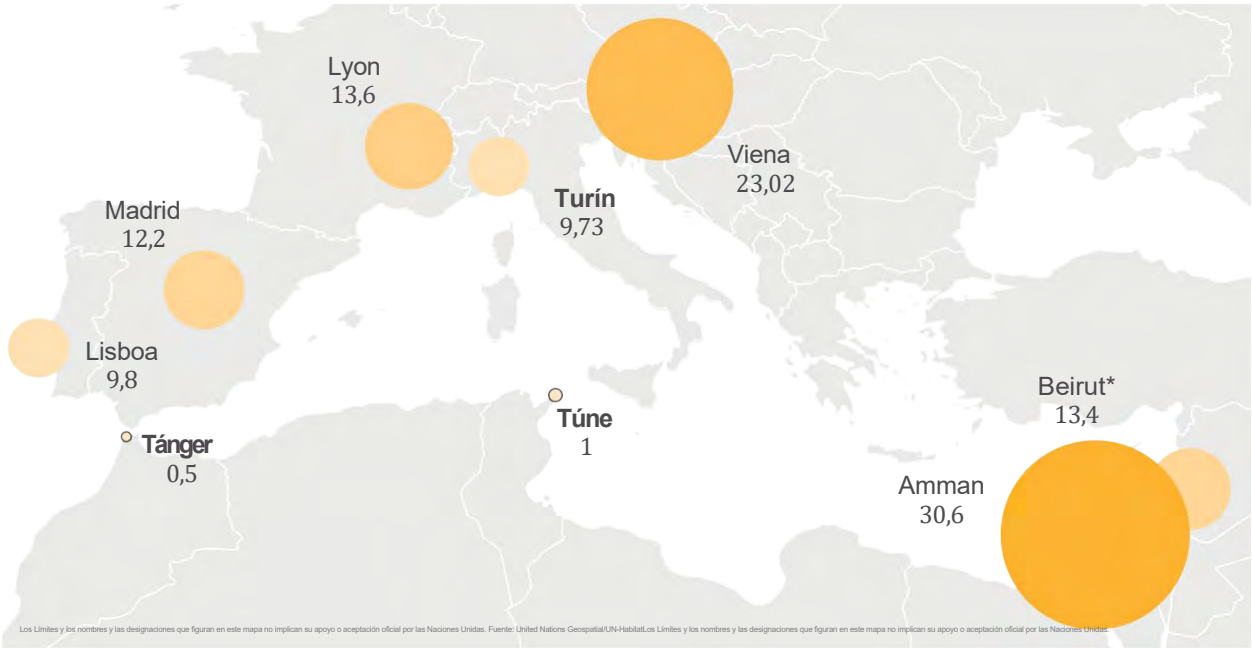 Lyon
13,6
Viena
23,02
Turín
9,73
Madrid
12,2
Lisboa
9,8
Beirut*
13,4
Túne
1
Tánger
0,5
Amman
30,6
Los Límites y los nombres y las designaciones que figuran en este mapa no implican su apoyo o aceptación oficial por las Naciones Unidas. Fuente: United Nations Geospatial/UN-HabitatLos Límites y los nombres y las designaciones que figuran en este mapa no implican su apoyo o aceptación oficial por las Naciones Unidas.